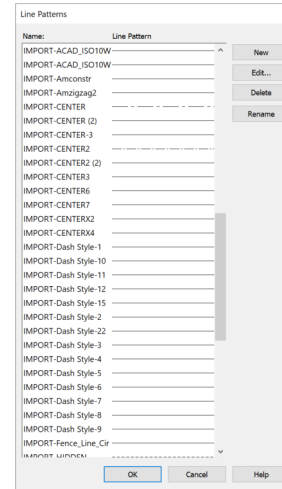 Line Patterns
Name: Line Pattern
IMPORT-ACAD_ISO10W
New
IMPORT-ACAD_ISO10W
IMPORT-Amconstr
Edit...
IMPORT-Amzigzag2
Delete
IMPORT-CENTER
IMPORT-CENTER (2)
Rename
IMPORT-CENTER-3
IMPORT-CENTER2
IMPORT-CENTER2 (2)
IMPORT-CENTER3
IMPORT-CENTER6
IMPORT-CENTER7
IMPORT-CENTERX2
IMPORT-CENTERX4
IMPORT-Dash Style-1
IMPORT-Dash Style-10
IMPORT-Dash Style-11
IMPORT-Dash Style-12
IMPORT-Dash Style-15
IMPORT-Dash Style-2
IMPORT-Dash Style-22
IMPORT-Dash Style-3
IMPORT-Dash Style-4
IMPORT-Dash Style-5
IMPORT-Dash Style-6
IMPORT-Dash Style-7
IMPORT-Dash Style-8
IMPORT-Dash Style-9
IMPORT-Fence_Line_Cir
IMPORT-HIDDEN
OK Cancel Help